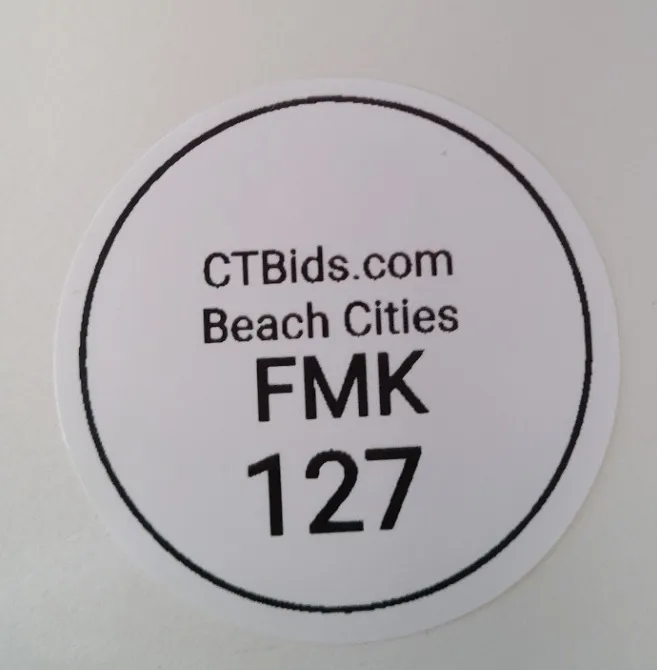 CTBids.com
Beach Cities
FMK
127